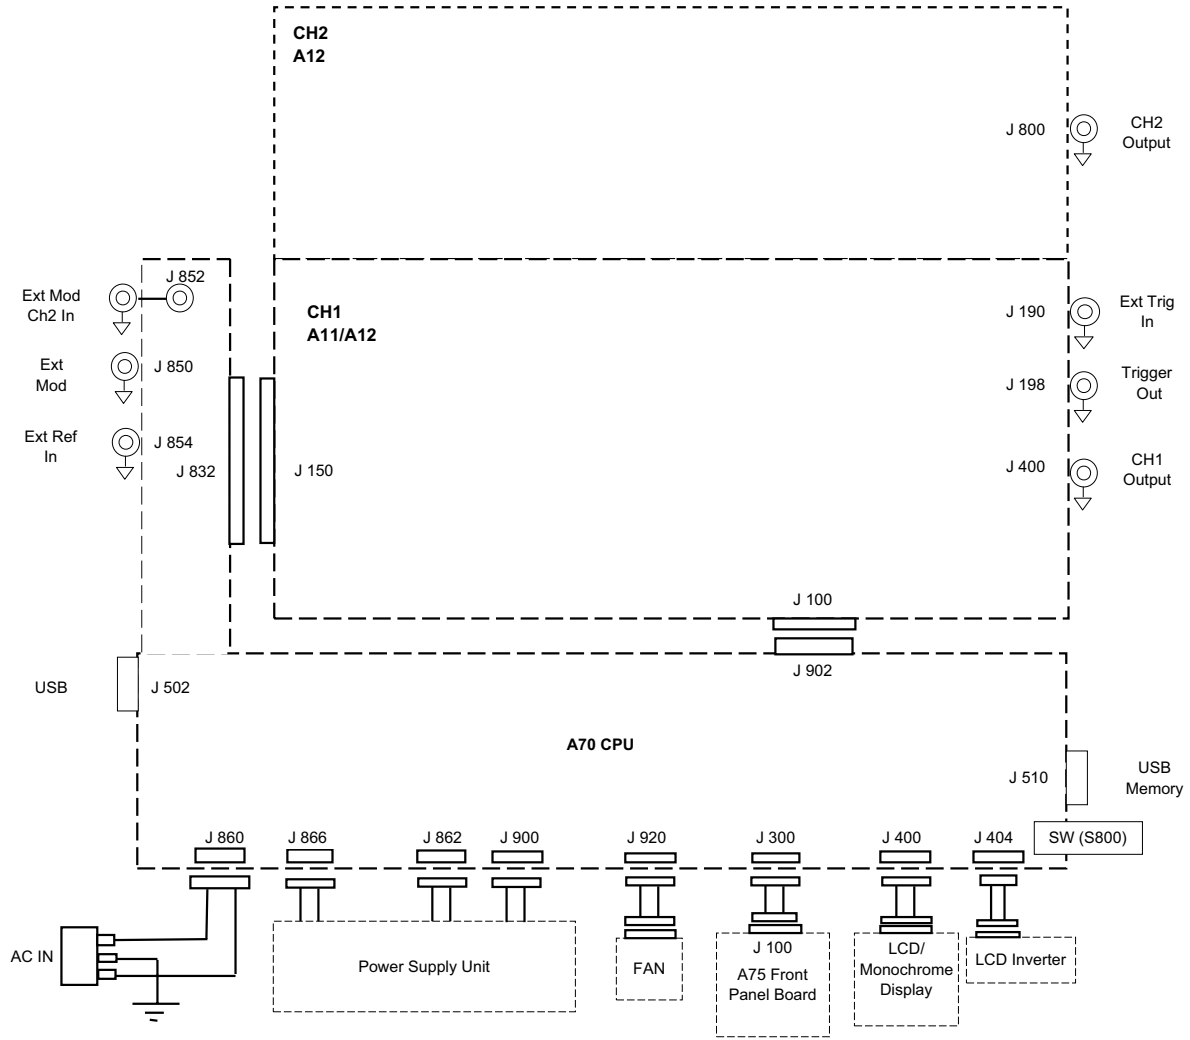 CH2
A12
J 800
CH2
Output
J 852
Ext Mod
Ch2 In
CH1
A11/A12
J 190
Ext Trig
In
Ext
Mod
J 850
J 198
Trigger
Out
Ext Ref
In
J 854
J 832
J 150
J 400
CH1
Output
J 100
J 902
USB
J 502
A70 CPU
J 510
USB
Memory
J 860
J 866
J 862
J 900
J 920
J 300
J 400
J 404
SW (S800)
AC IN
Power Supply Unit
FAN
J 100
A75 Front
Panel Board
LCD/
Monochrome
Display
LCD Inverter